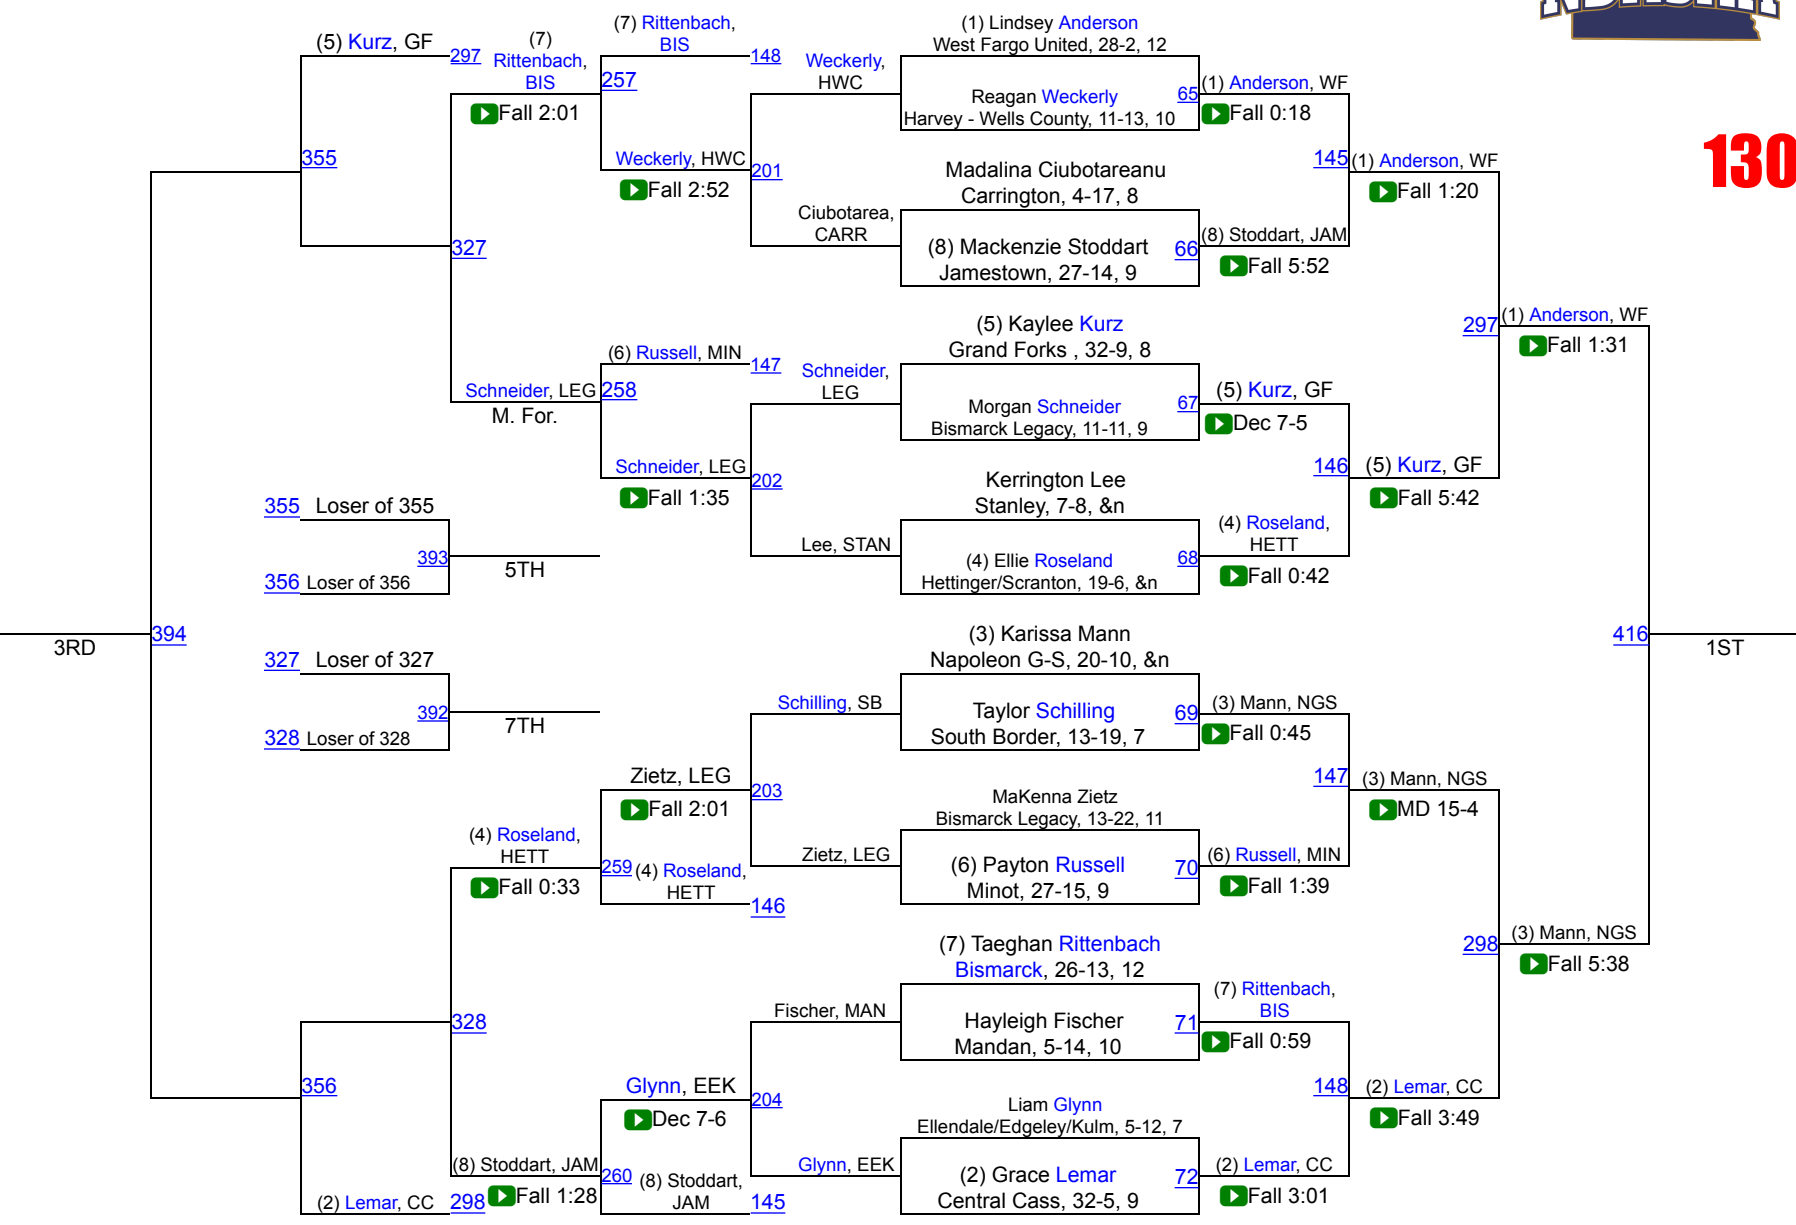 NDHSAA
130
(5) Kurz, GF
297
355
(7)
Rittenbach,
BIS
Fall 2:01
327
Schneider, LEG
M. For.
(7) Rittenbach,
BIS
148
257
Weckerly, HWC
Fall 2:52
201
(6) Russell, MIN
147
258
Schneider, LEG
Fall 1:35
202
Weckerly,
HWC
Ciubotarea,
CARR
Schneider,
LEG
Lee, STAN
(1) Lindsey Anderson
West Fargo United, 28-2, 12
Reagan Weckerly
Harvey - Wells County, 11-13, 10
65
Madalina Ciubotareanu
Carrington, 4-17, 8
(8) Mackenzie Stoddart
Jamestown, 27-14, 9
66
(5) Kaylee Kurz
Grand Forks , 32-9, 8
Morgan Schneider
Bismarck Legacy, 11-11, 9
67
Kerrington Lee
Stanley, 7-8, &n
(4) Ellie Roseland
Hettinger/Scranton, 19-6, &n
68
(1) Anderson, WF
Fall 0:18
145
(8) Stoddart, JAM
Fall 5:52
(5) Kurz, GF
Dec 7-5
146
(4) Roseland,
HETT
Fall 0:42
(1) Anderson, WF
Fall 1:20
297
(5) Kurz, GF
Fall 5:42
(1) Anderson, WF
Fall 1:31
355 Loser of 355
393
356 Loser of 356
5TH
3RD
394
327 Loser of 327
392
328 Loser of 328
7TH
416
1ST
(3) Karissa Mann
Napoleon G-S, 20-10, &n
Taylor Schilling
South Border, 13-19, 7
69
MaKenna Zietz
Bismarck Legacy, 13-22, 11
(6) Payton Russell
Minot, 27-15, 9
70
(7) Taeghan Rittenbach
Bismarck, 26-13, 12
Hayleigh Fischer
Mandan, 5-14, 10
71
Liam Glynn
Ellendale/Edgeley/Kulm, 5-12, 7
(2) Grace Lemar
Central Cass, 32-5, 9
72
Schilling, SB
203
Zietz, LEG
Fischer, MAN
204
Glynn, EEK
Zietz, LEG
Fall 2:01
259
(4) Roseland,
HETT
146
Glynn, EEK
Dec 7-6
260
(8) Stoddart,
JAM
145
(4) Roseland,
HETT
Fall 0:33
328
(8) Stoddart, JAM
Fall 1:28
356
(2) Lemar, CC
298
(3) Mann, NGS
Fall 0:45
147
(6) Russell, MIN
Fall 1:39
(7) Rittenbach,
BIS
Fall 0:59
148
(2) Lemar, CC
Fall 3:01
(3) Mann, NGS
MD 15-4
298
(2) Lemar, CC
Fall 3:49
(3) Mann, NGS
Fall 5:38